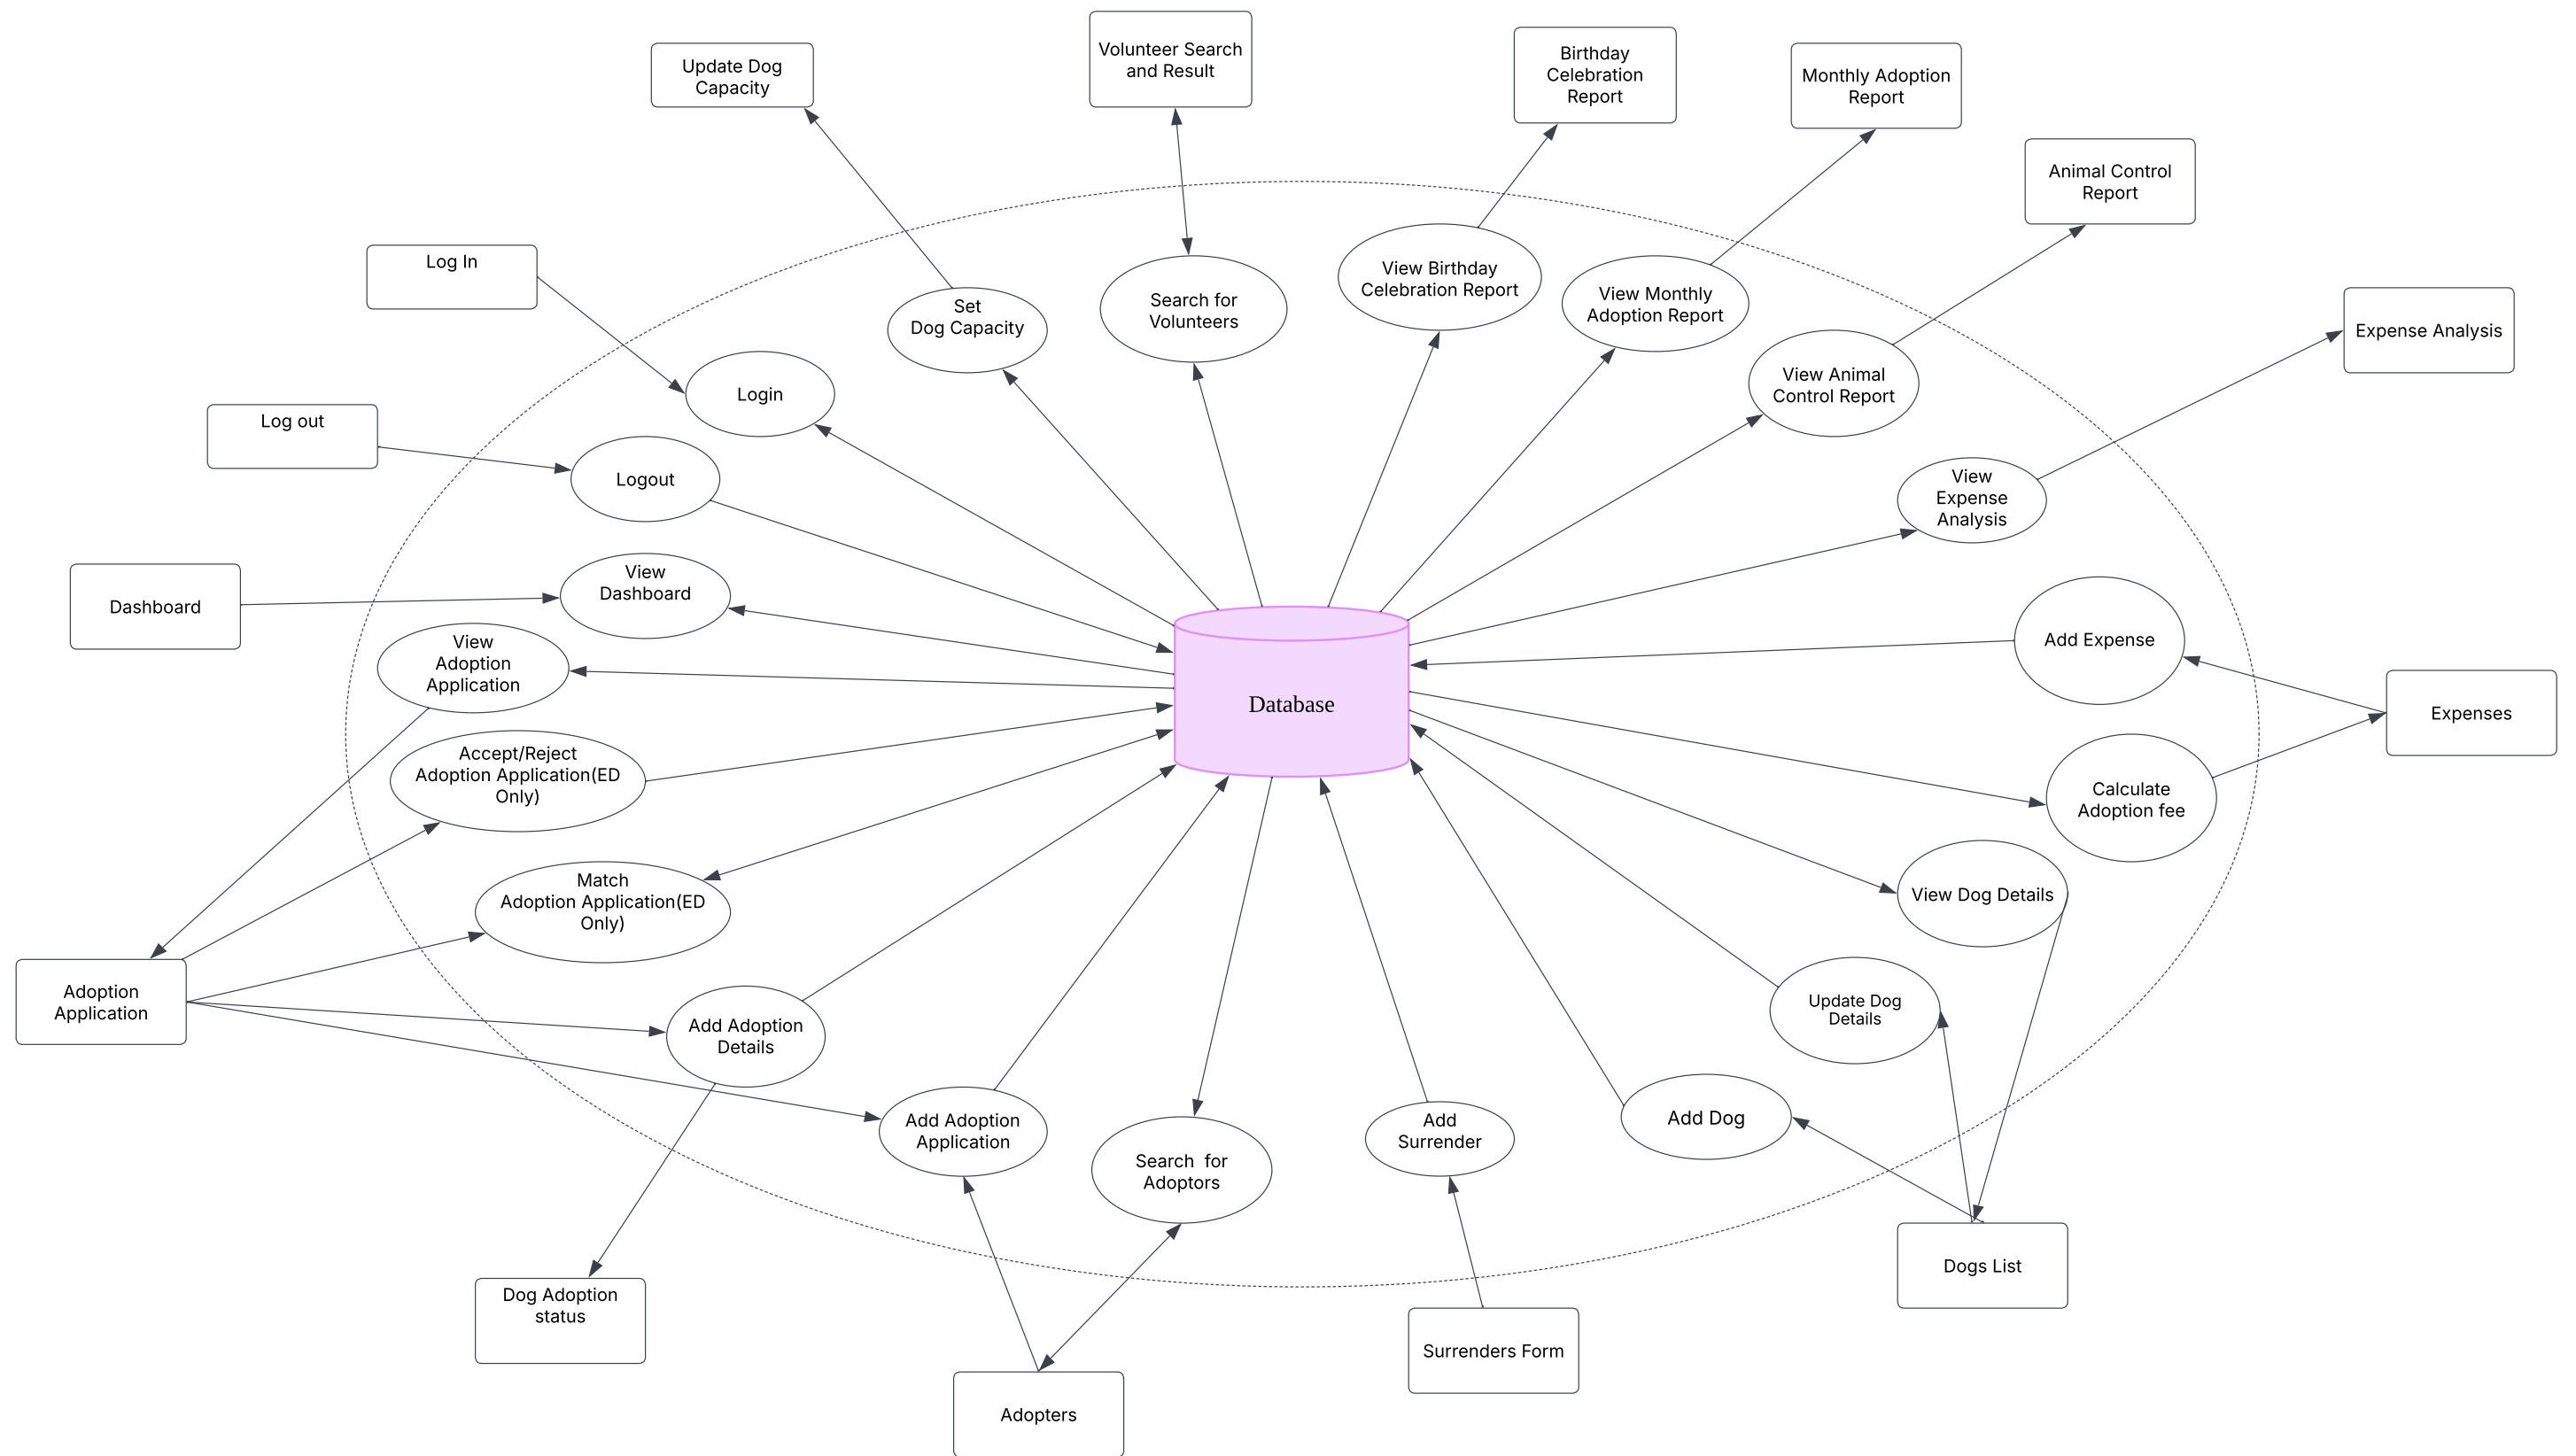 Volunteer Search
and Result
Birthday
Celebration
Report
Update Dog
Capacity
Monthly Adoption
Report
Animal Control
Report
Log In
View Birthday
Celebration Report
Set
Dog Capacity
Search for
Volunteers
View Monthly
Adoption Report
Expense Analysis
Login
View Animal
Control Report
Log out
Logout
View
Expense
Analysis
Dashboard
View
Dashboard
Add Expense
View
Adoption
Application
Database
Expenses
Accept/Reject
Adoption Application(ED
Only)
Calculate
Adoption fee
Match
Adoption Application(ED
Only)
View Dog Details
Adoption
Application
Add Adoption
Details
Update Dog
Details
Add Adoption
Application
Search  for
Adoptors
Add
Surrender
Add Dog
Dog Adoption
status
Dogs List
Surrenders Form
Adopters